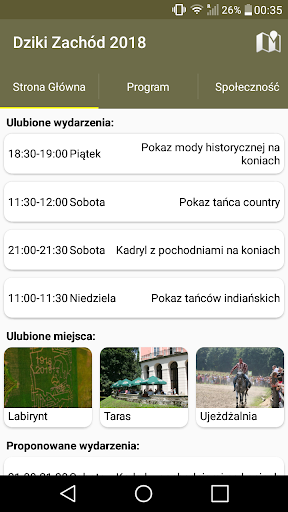 26% 00:35
Dziki Zachód 2018
Strona Główna Program Społeczność
Ulubione wydarzenia:
18:30-19:00 Piątek Pokaz mody historycznej na
koniach
11:30-12:00 Sobota Pokaz tańca country
21:00-21:30 Sobota Kadryl z pochodniami na koniach
11:00-11:30 Niedziela Pokaz tańców indiańskich
Ulubione miejsca:
Labirynt Taras Ujeżdżalnia
Proponowane wydarzenia: